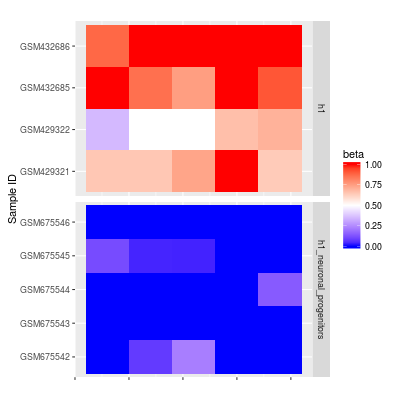 GSM432686
GSM432685
GSM429322
GSM429321
h1
GSM675546
GSM675545
GSM675544
GSM675543
GSM675542
h1_neuronal_progenitors
Sample ID
beta
1.00
0.75
0.50
0.25
0.00